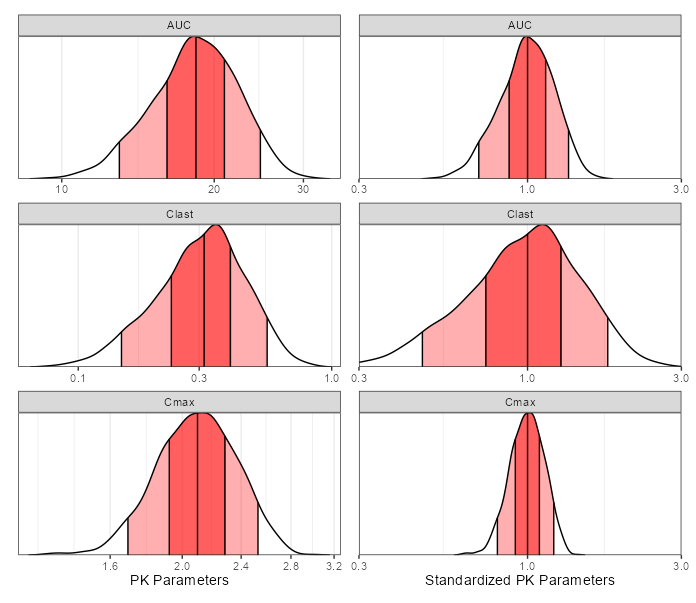 AUC AUC
10 20 30 0.3 1.0 3.0
Clast Clast
0.1 0.3 1.0 0.3 1.0 3.0
Cmax Cmax
1.6 2.0 2.4 2.8 3.2 0.3 1.0 3.0
PK Parameters Standardized PK Parameters